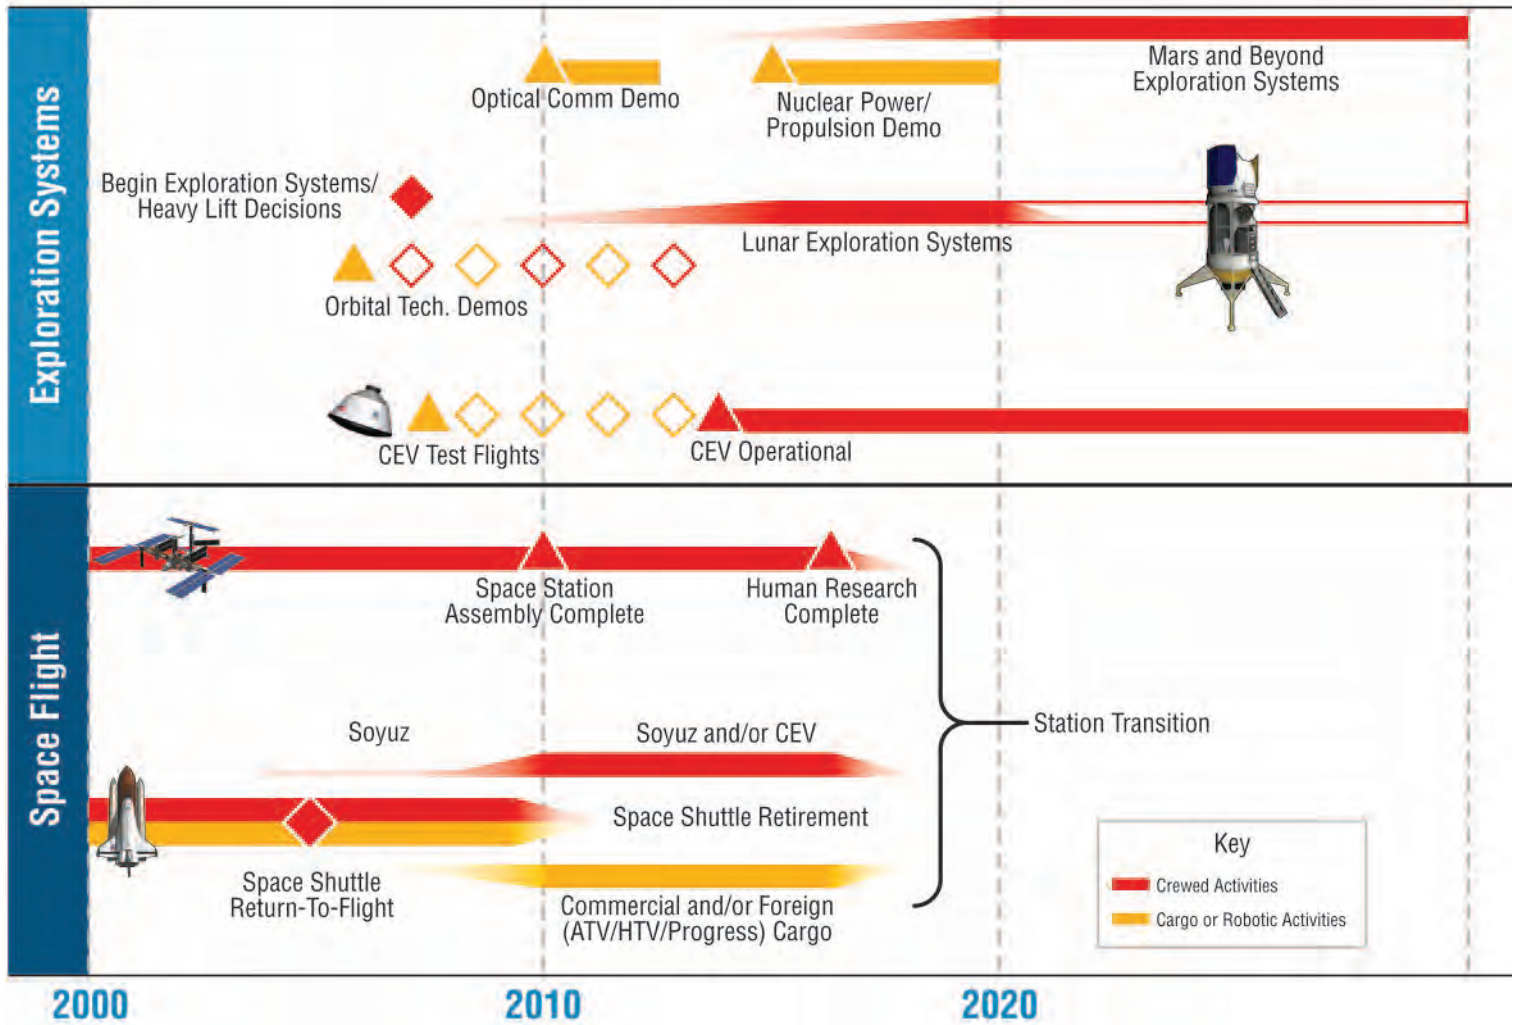 Exploration Systems
Mars and Beyond
Exploration Systems
Optical Comm Demo
Nuclear Power/
Propulsion Demo
Begin Exploration Systems/
Heavy Lift Decisions
Lunar Exploration Systems
Orbital Tech. Demos
CEV Test Flights
CEV Operational
Space Flight
Space Station
Assembly Complete
Human Research
Complete
Soyuz
Soyuz and/or CEV
Station Transition
Space Shuttle Retirement
Space Shuttle
Return-To-Flight
Commercial and/or Foreign
(ATV/HTV/Progress) Cargo
Key
Crewed Activities
Cargo or Robotic Activities
2000
2010
2020